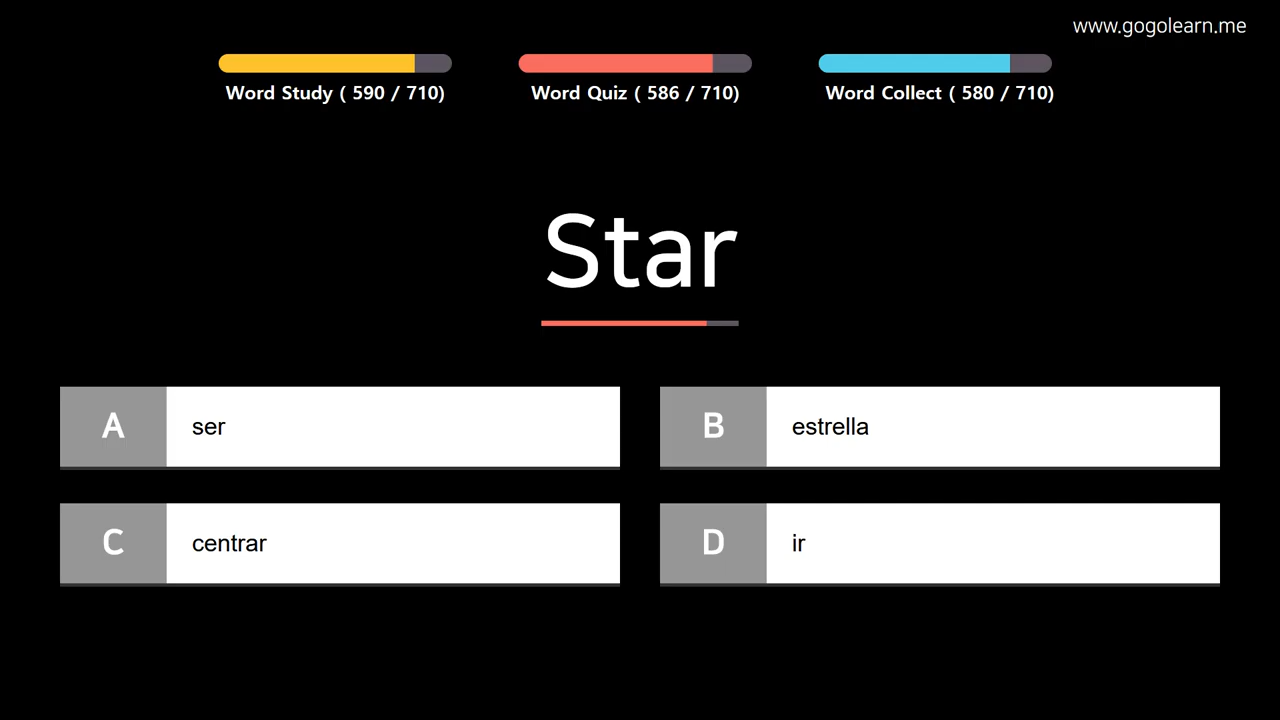 www.gogolearn.me
Word Study ( 590 / 710)
Word Quiz ( 586 / 710)
Word Collect ( 580 / 710)
Star
A ser
B estrella
C centrar
D ir